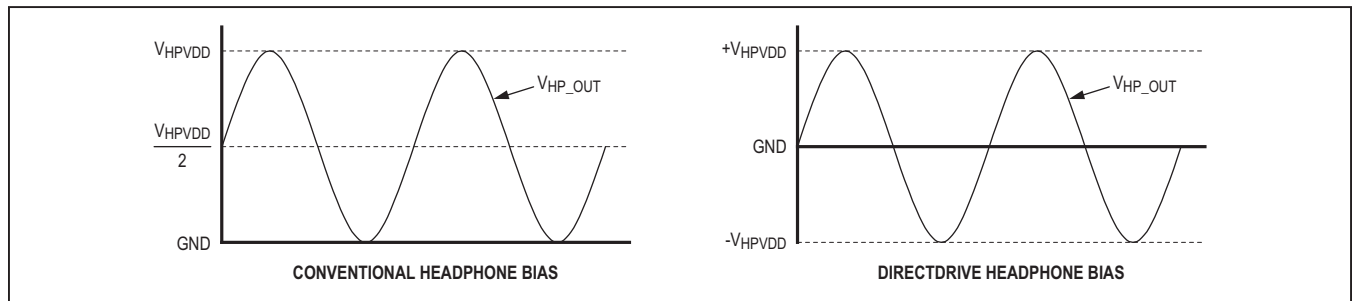 VHPVDD
VHP_OUT
VHPVDD
2
GND
CONVENTIONAL HEADPHONE BIAS
+VHPVDD
VHP_OUT
GND
-VHPVDD
DIRECTDRIVE HEADPHONE BIAS